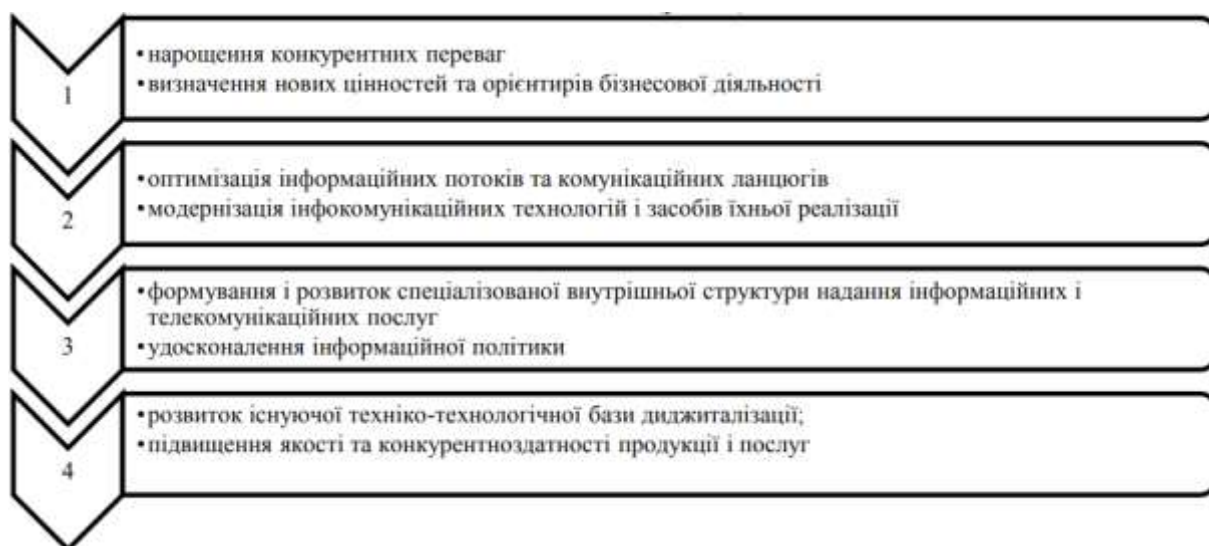 1
•нарощення конкурентних переваг
•визначення нових цінностей та орієнтирів бізнесової діяльності
2
•оптимізація інформаційних потоків та комунікаційних ланцюгів
•модернізація інфокомунікаційних технологій і засобів їхньої реалізації
3
•формування і розвиток спеціалізованої внутрішньої структури надання інформаційних і
телекомунікаційних послуг
•удосконалення інформаційної політики
4
•розвиток існуючої техніко-технологічної бази диджиталізації;
•підвищення якості та конкурентноздатності продукції і послуг